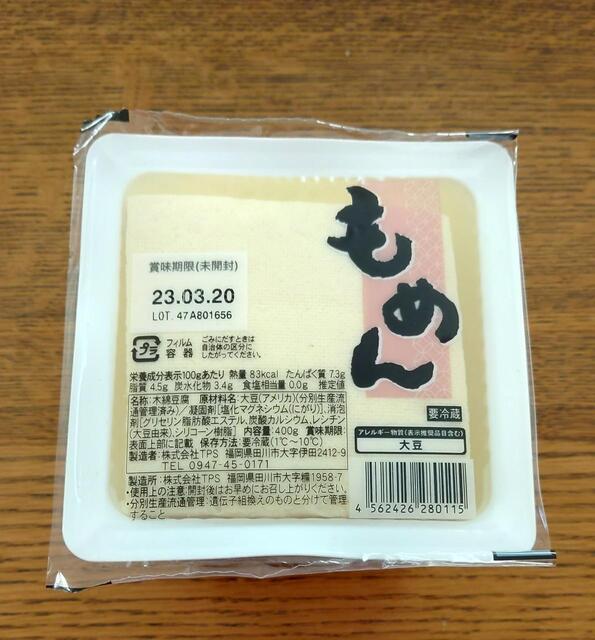 もめん
賞味期限(未開封)
23.03.20
LOT. 47A801656
プラ
フィルム
容器
ごみにだすときは
自治体の区分に
したがってください。
栄養成分表示100gあたり 熱量 83kcal たんぱく質 7.3g
脂質 4.5g 炭水化物 3.4g 食塩相当量 0.0g 推定値
名称:木綿豆腐 原材料名:大豆(アメリカ)(分別生産流
通管理済み)/凝固剤[塩化マグネシウム(にがり)]、消泡
剤[グリセリン脂肪酸エステル、炭酸カルシウム、レシチン
(大豆由来)、シリコーン樹脂] 内容量:400g 賞味期限:
表面上部に記載 保存方法:要冷蔵(1℃~10℃)
製造者:株式会社TPS 福岡県田川市大字伊田2412-9
TEL 0947-45-0171
製造所:株式会社TPS 福岡県田川市大字糒1958-7
・使用上の注意:開封後はお早めにお召し上がりください。
・分別生産流通管理:遺伝子組換えのものと分けて管理
すること
要冷蔵
アレルギー物質(表示推奨品目含む)
大豆
4 562426 280115